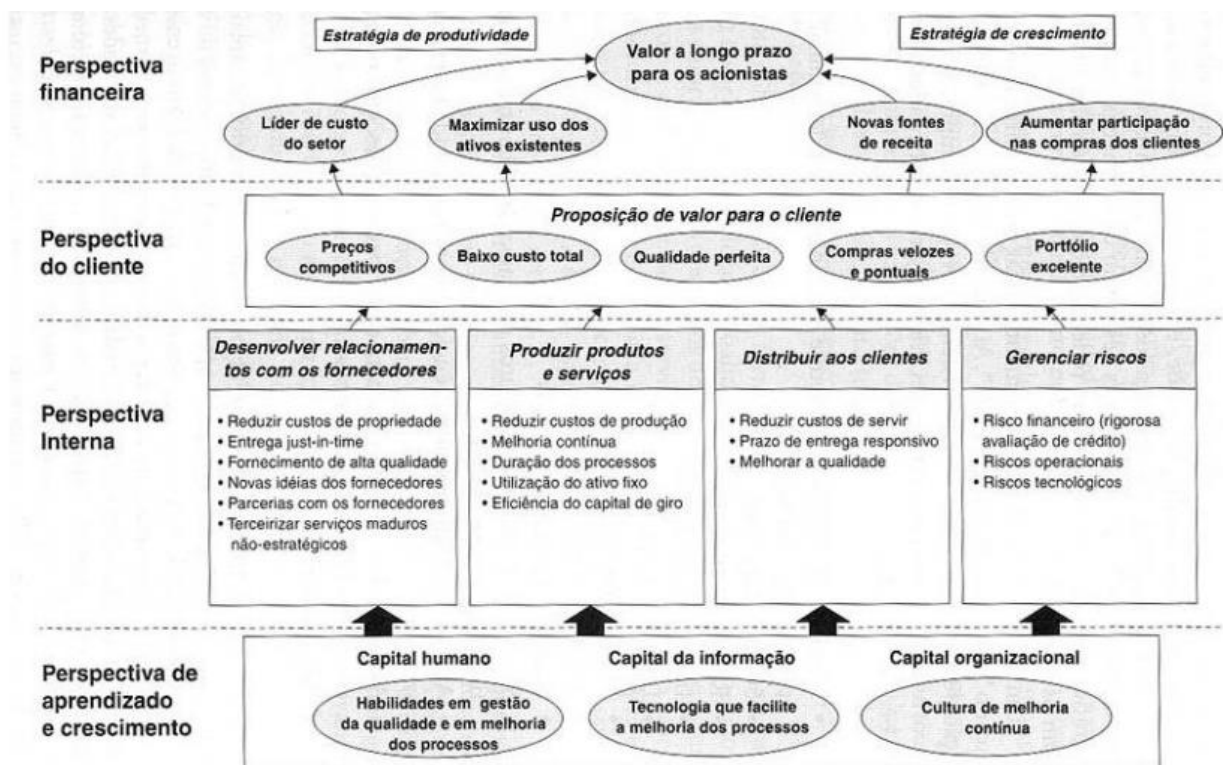 Estratégia de produtividade
Valor a longo prazo
para os acionistas
Estratégia de crescimento
Perspectiva
financeira
Líder de custo
do setor
Maximizar uso dos
ativos existentes
Novas fontes
de receita
Aumentar participação
nas compras dos clientes
Proposição de valor para o cliente
Perspectiva
do cliente
Preços
competitivos
Baixo custo total
Qualidade perfeita
Compras velozes
e pontuais
Portfólio
excelente
Perspectiva
Interna
Desenvolver relacionamen-
tos com os fornecedores
• Reduzir custos de propriedade
• Entrega just-in-time
• Fornecimento de alta qualidade
• Novas idéias dos fornecedores
• Parcerias com os fornecedores
• Terceirizar serviços maduros
não-estratégicos
Produzir produtos
e serviços
• Reduzir custos de produção
• Melhoria contínua
• Duração dos processos
• Utilização do ativo fixo
• Eficiência do capital de giro
Distribuir aos clientes
• Reduzir custos de servir
• Prazo de entrega responsivo
• Melhorar a qualidade
Gerenciar riscos
• Risco financeiro (rigorosa
avaliação de crédito)
• Riscos operacionais
• Riscos tecnológicos
Perspectiva de
aprendizado
e crescimento
Capital humano
Habilidades em gestão
da qualidade e em melhoria
dos processos
Capital da informação
Tecnologia que facilite
a melhoria dos processos
Capital organizacional
Cultura de melhoria
contínua